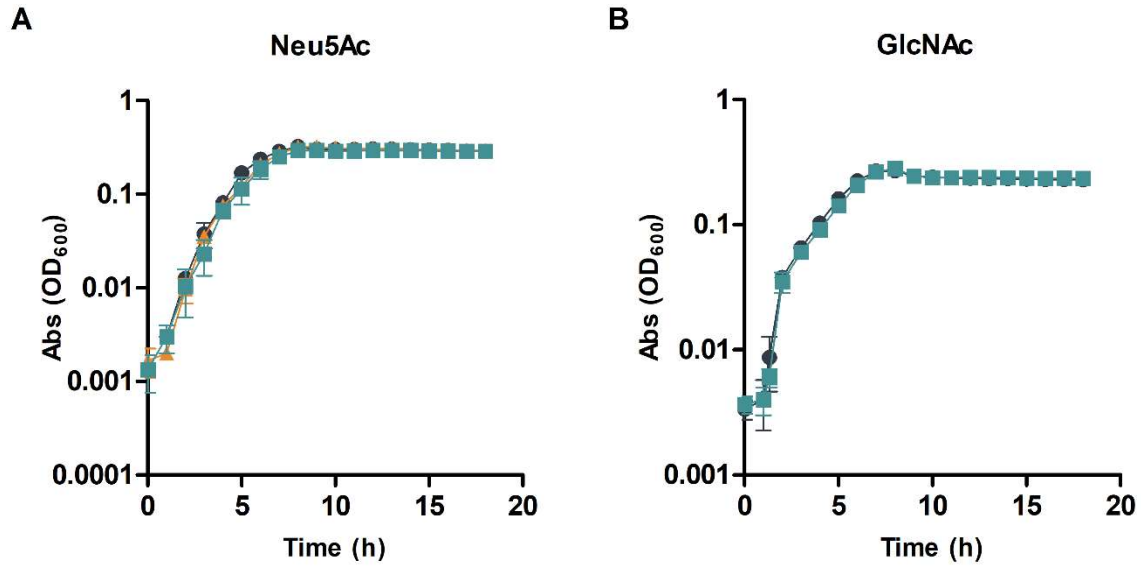 A
Neu5Ac
1
0.1
0.01
0.001
0.0001
Abs (OD600)
0 5 10 15 20
Time (h)
B
GlcNAc
1
0.1
0.01
0.001
Abs (OD600)
0 5 10 15 20
Time (h)